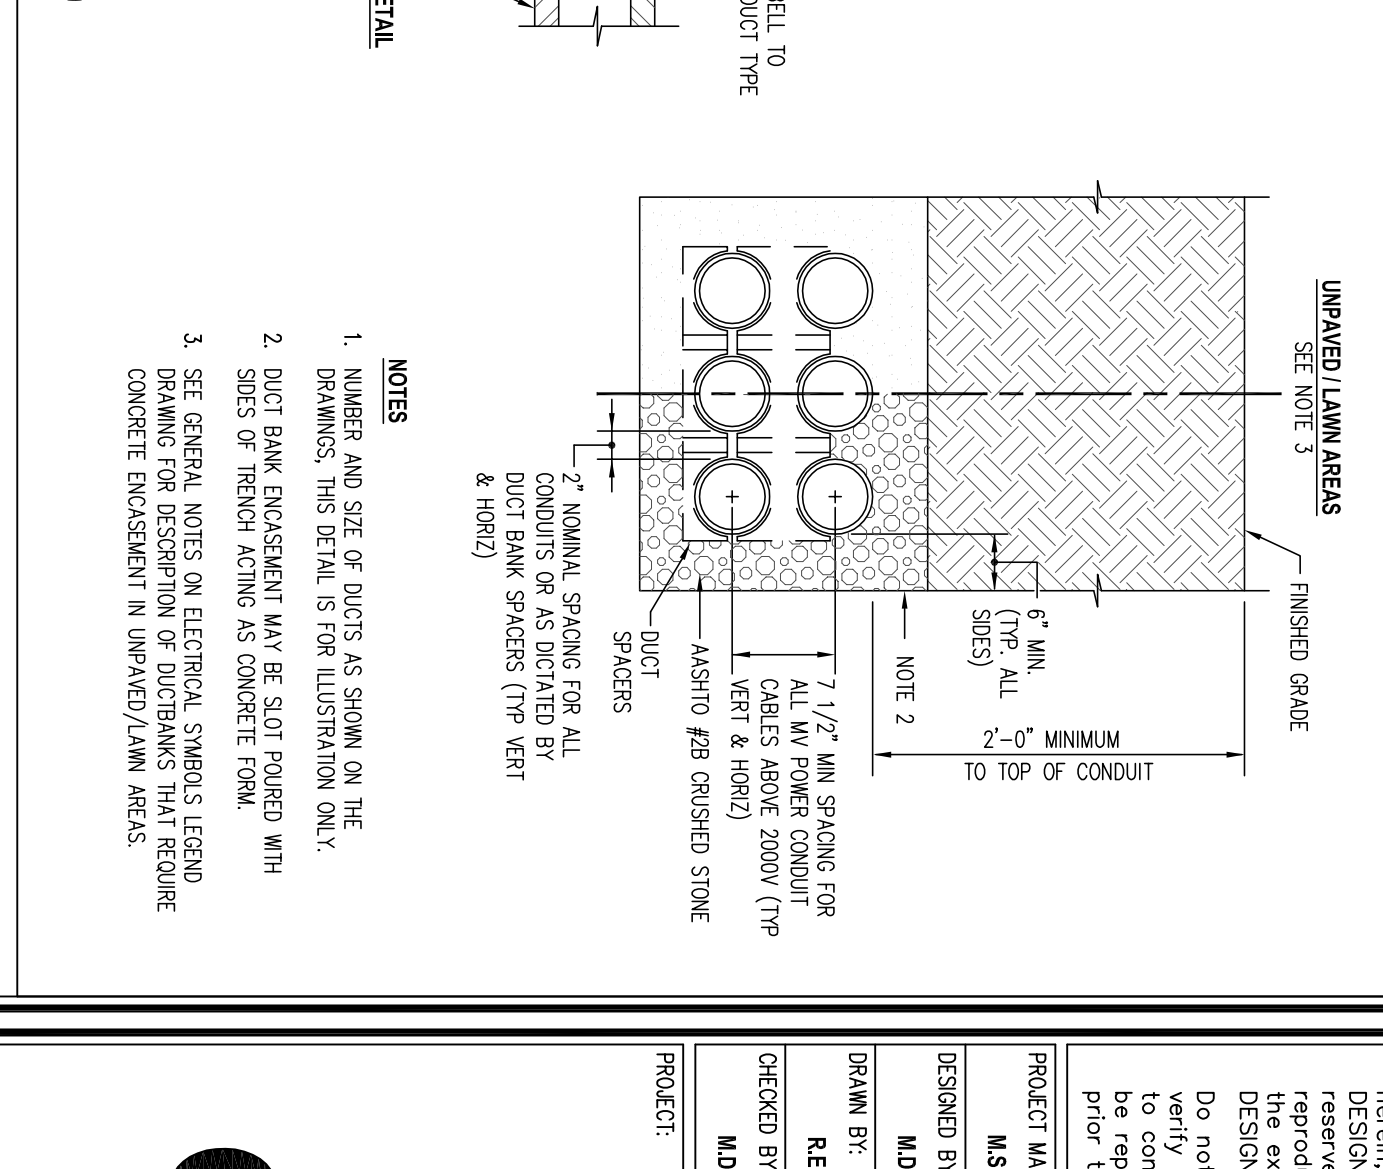 ETAIL
BELL TO
DUCT TYPE
UNPAVED / LAWN AREAS
SEE NOTE 3
FINISHED GRADE
6" MIN.
(TYP. ALL
SIDES)
2'-0" MINIMUM
TO TOP OF CONDUIT
NOTE 2
7 1/2" MIN SPACING FOR
ALL MV POWER CONDUIT
CABLES ABOVE 2000V (TYP
VERT & HORIZ)
AASHTO #2B CRUSHED STONE
DUCT
SPACERS
2" NOMINAL SPACING FOR ALL
CONDUITS OR AS DICTATED BY
DUCT BANK SPACERS (TYP VERT
& HORIZ)
NOTES
1. NUMBER AND SIZE OF DUCTS AS SHOWN ON THE
DRAWINGS, THIS DETAIL IS FOR ILLUSTRATION ONLY.
2. DUCT BANK ENCASEMENT MAY BE SLOT POURED WITH
SIDES OF TRENCH ACTING AS CONCRETE FORM.
3. SEE GENERAL NOTES ON ELECTRICAL SYMBOLS LEGEND
DRAWING FOR DESCRIPTION OF DUCTBANKS THAT REQUIRE
CONCRETE ENCASEMENT IN UNPAVED/LAWN AREAS.
DESIGN
reserve
reprod
the ex
DESIGN
Do not
verify
to con
be rep
prior t
PROJECT MA
M.S
DESIGNED BY
M.D
DRAWN BY:
R.E
CHECKED BY
M.D
PROJECT: